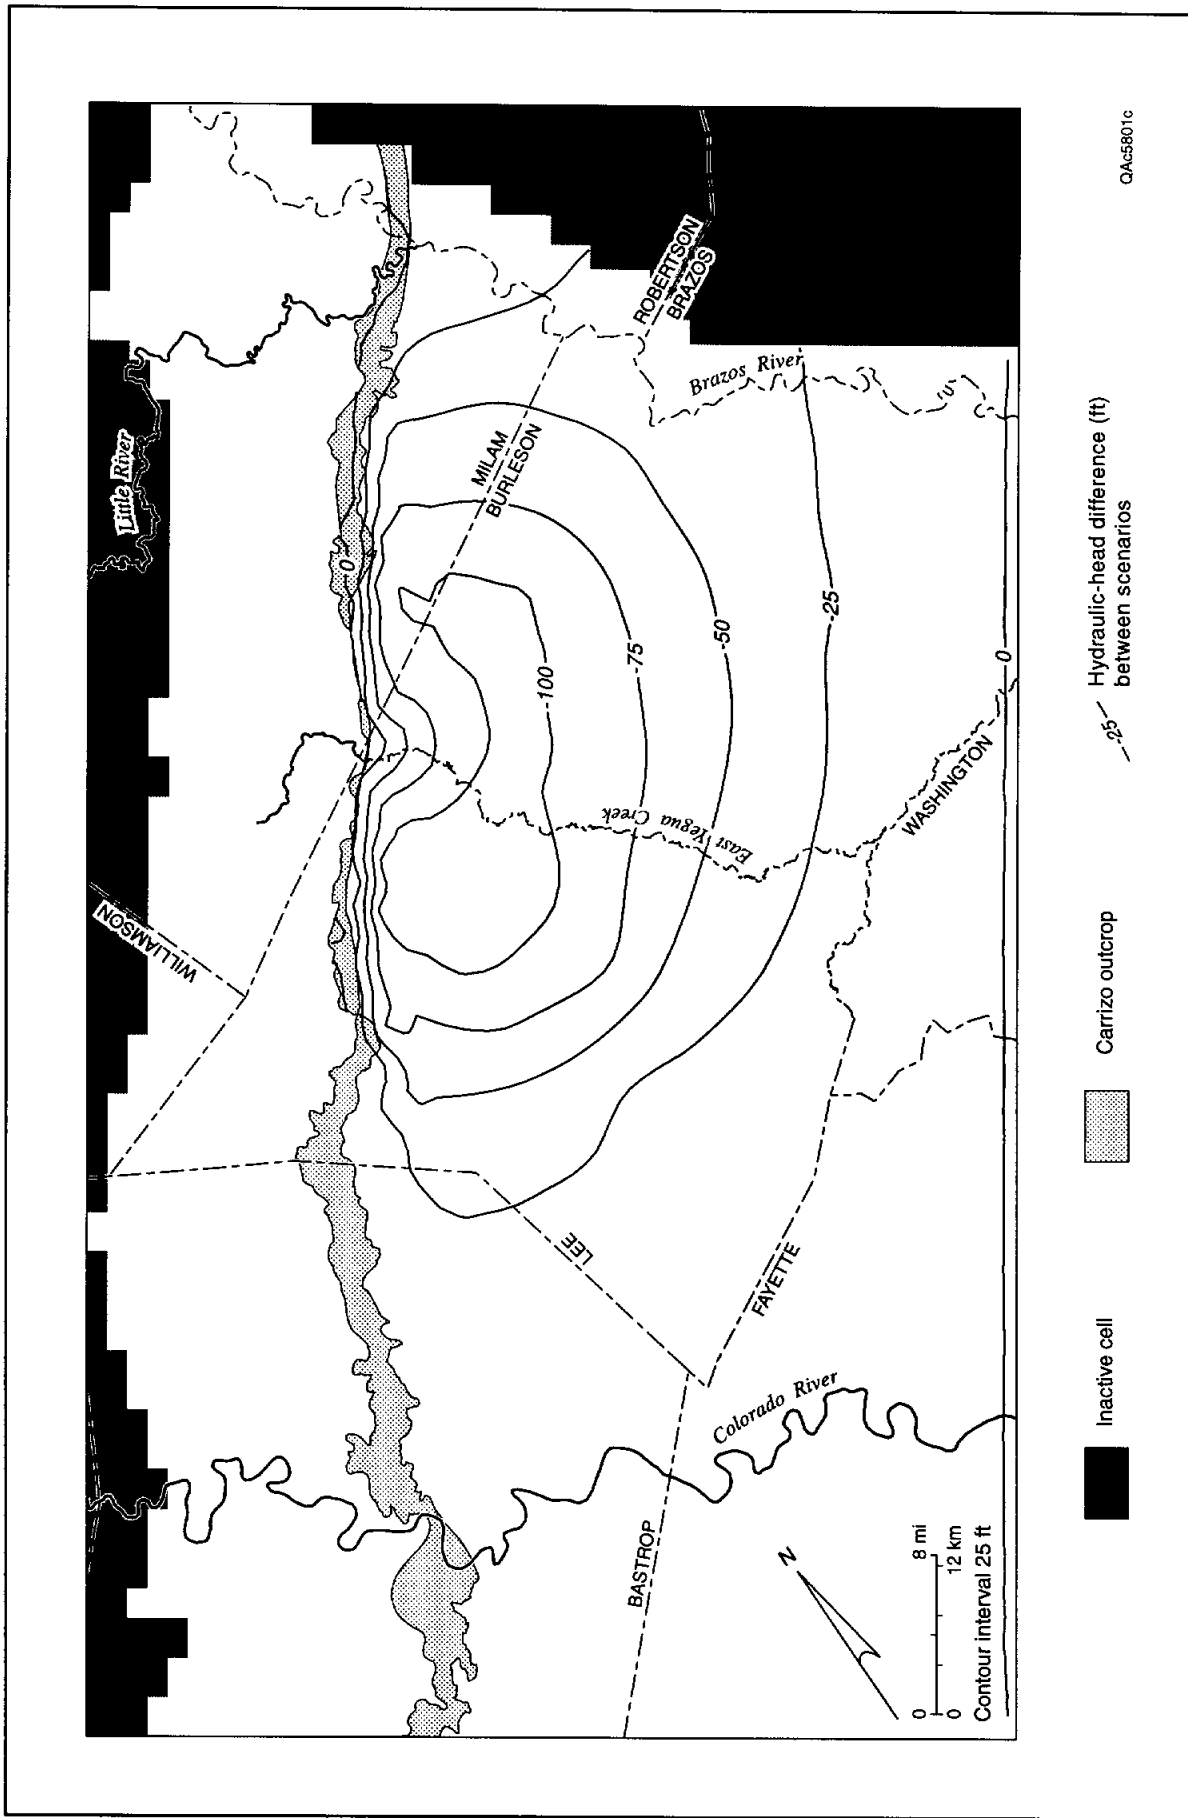 Little River
WILLIAMSON
0
MILAM
BURLESON
ROBERTSON
BRAZOS
Brazos River
-100
-75
-50
-25
0
East Yegua Creek
WASHINGTON
LEE
FAYETTE
Colorado River
BASTROP
N
0 8 mi
0 12 km
Contour interval 25 ft
Inactive cell
Carrizo outcrop
-25
Hydraulic-head difference (ft)
between scenarios
QAc5801c